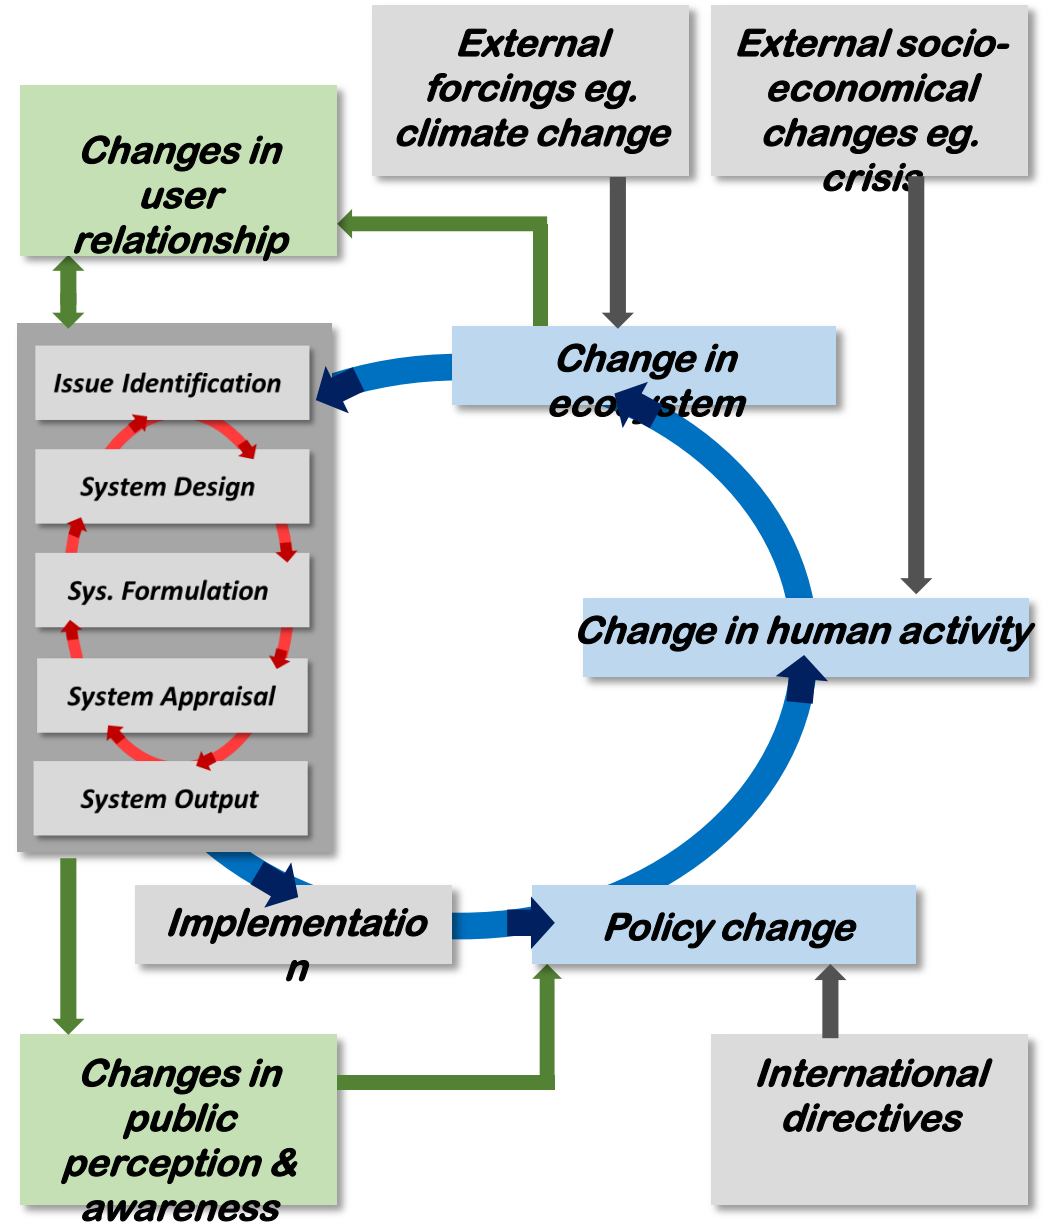 External
forcings eg.
climate change
External socio-
economical
changes eg.
crisis
Changes in
user
relationship
Change in
ecosystem
Issue Identification
System Design
Sys. Formulation
System Appraisal
System Output
Change in human activity
Implementatio
n
Policy change
Changes in
public
perception &
awareness
International
directives